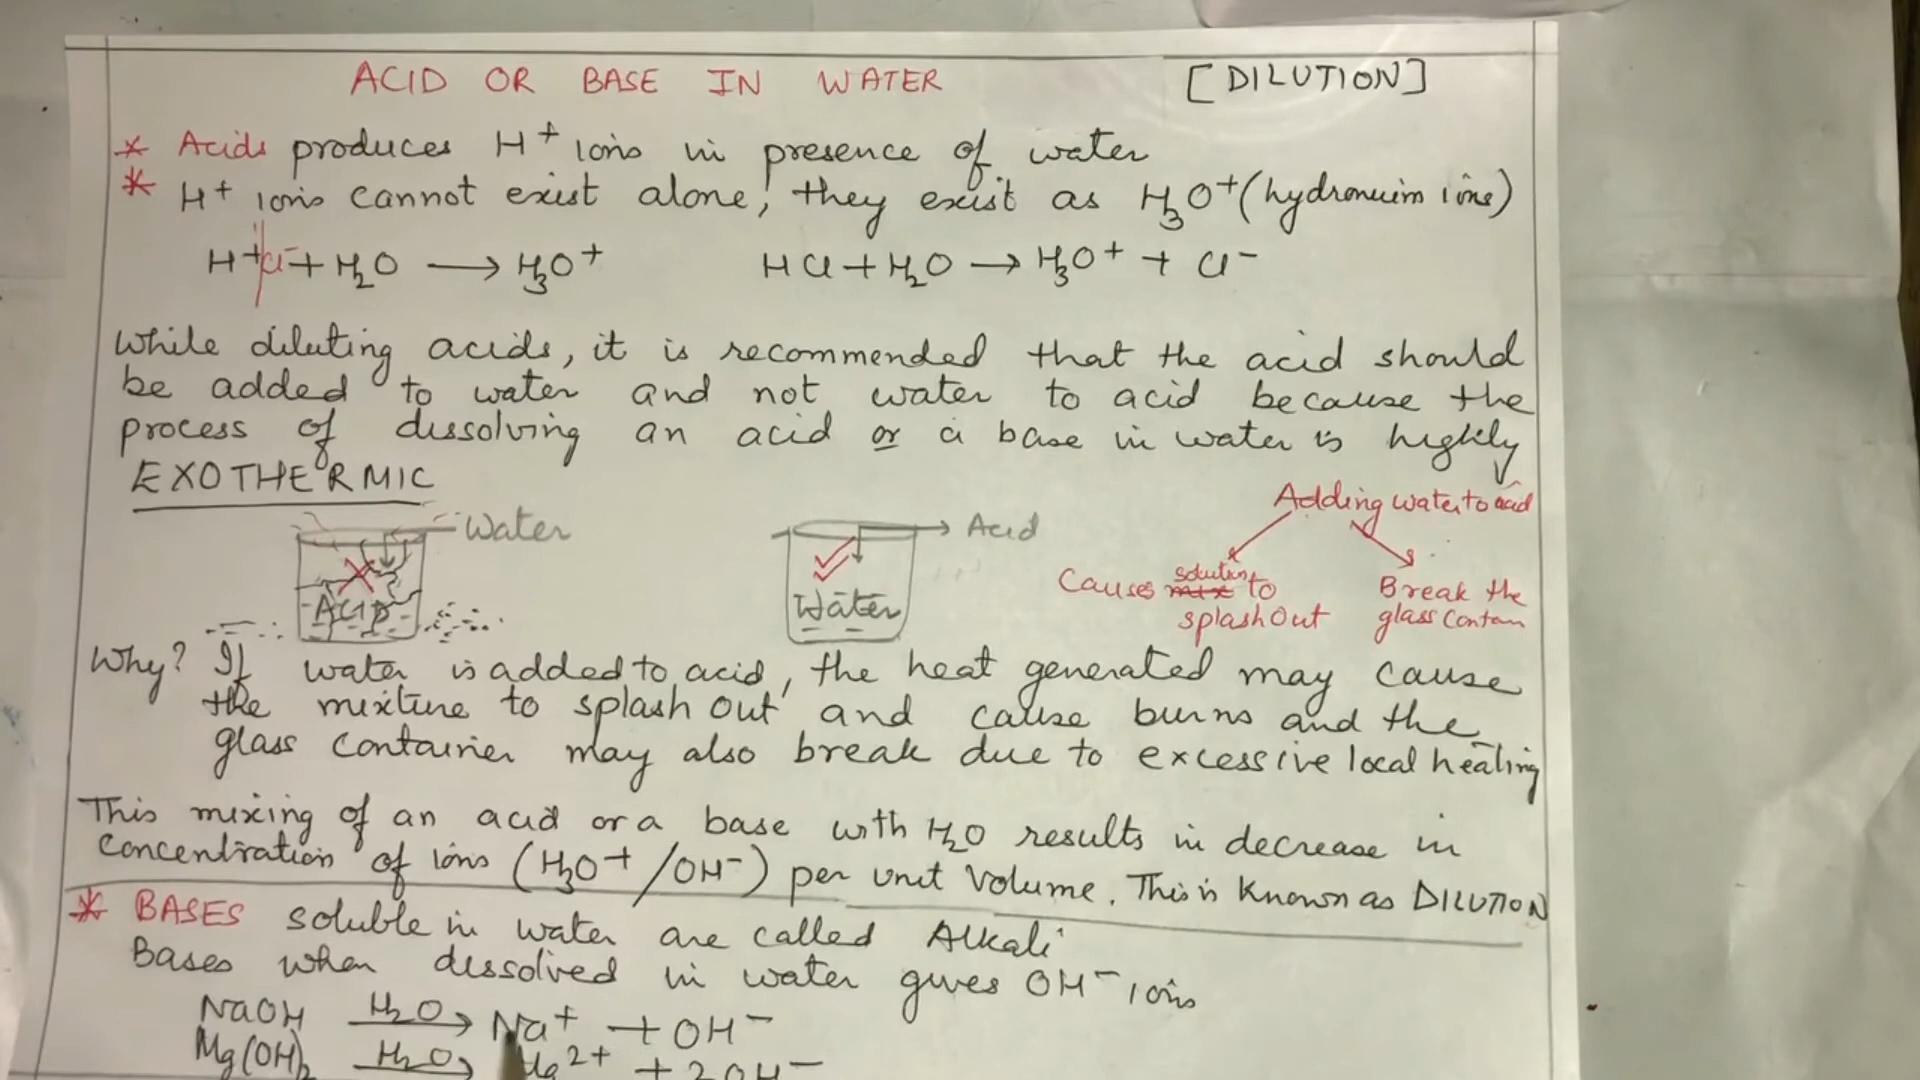 ACID OR BASE IN WATER [DILUTION]
* Acids produces H⁺ ions in presence of water
* H⁺ ions cannot exist alone, they exist as H₃O⁺ (hydronium ions)
H⁺Cl⁻ + H₂O → H₃O⁺ HCl + H₂O → H₃O⁺ + Cl⁻
While diluting acids, it is recommended that the acid should
be added to water and not water to acid because the
process of dissolving an acid or a base in water is highly
EXOTHERMIC
Adding water to acid
Water
Acid
Causes solution to
splash Out
Break the
glass Contain
ACID
Water
Why? If water is added to acid, the heat generated may cause
the mixture to splash out and cause burns and the
glass container may also break due to excessive local heating
This mixing of an acid or a base with H₂O results in decrease in
Concentration of ions (H₃O⁺/OH⁻) per unit Volume. This is Known as DILUTION
* BASES soluble in water are called Alkali
Bases when dissolved in water gives OH⁻ ions
NaOH H₂O → Na⁺ + OH⁻
Mg(OH)₂ H₂O → Mg²⁺ + 2OH⁻